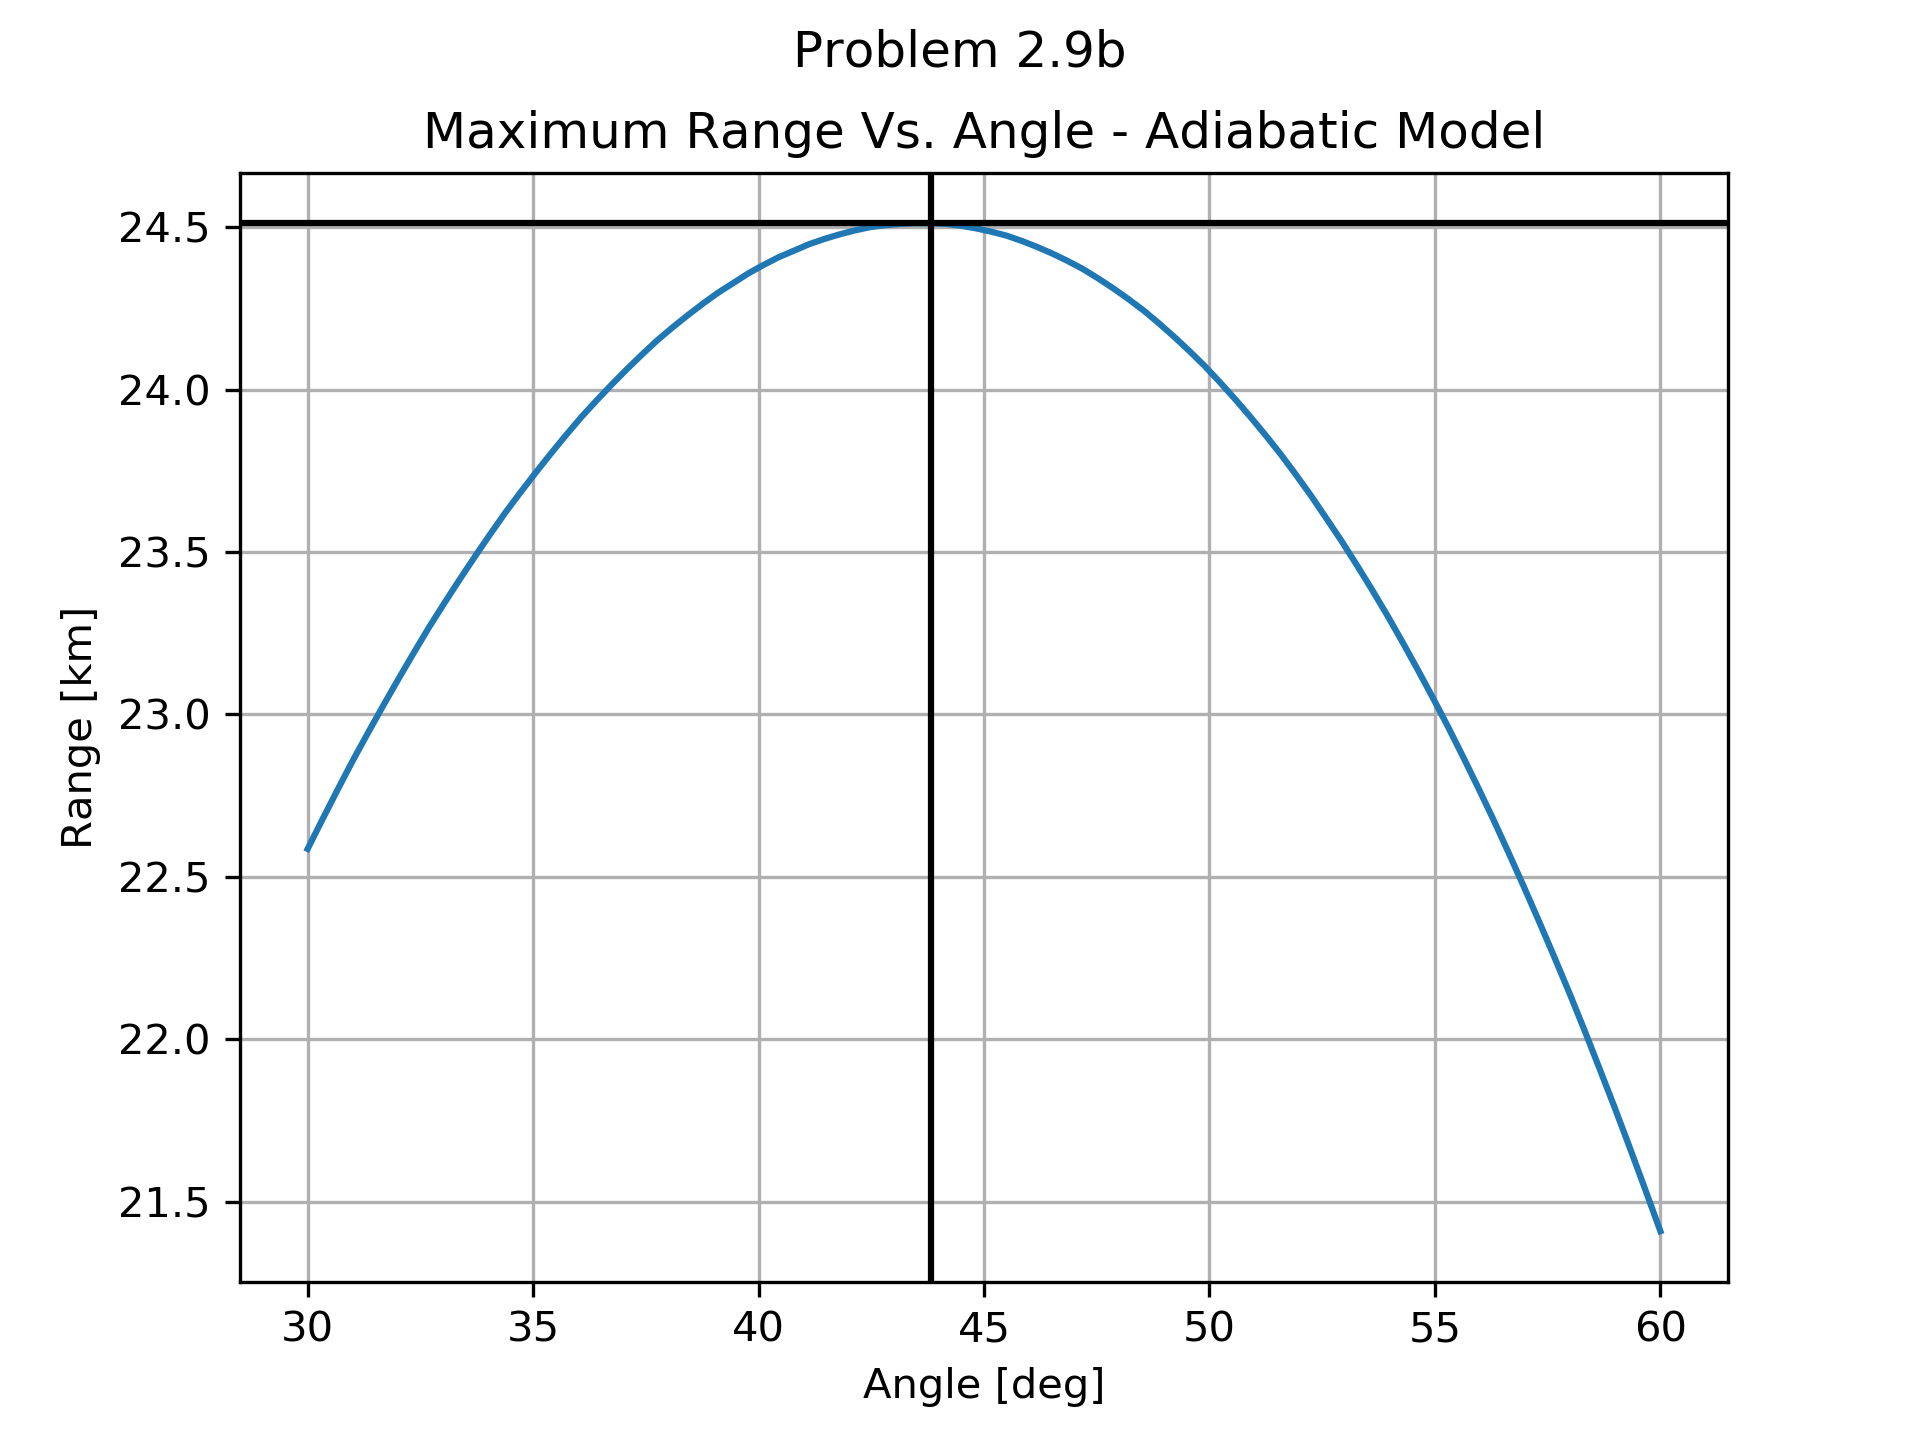 Problem 2.9b
Maximum Range Vs. Angle - Adiabatic Model
24.5
24.0
23.5
23.0
22.5
22.0
21.5
Range [km]
30 35 40 45 50 55 60
Angle [deg]